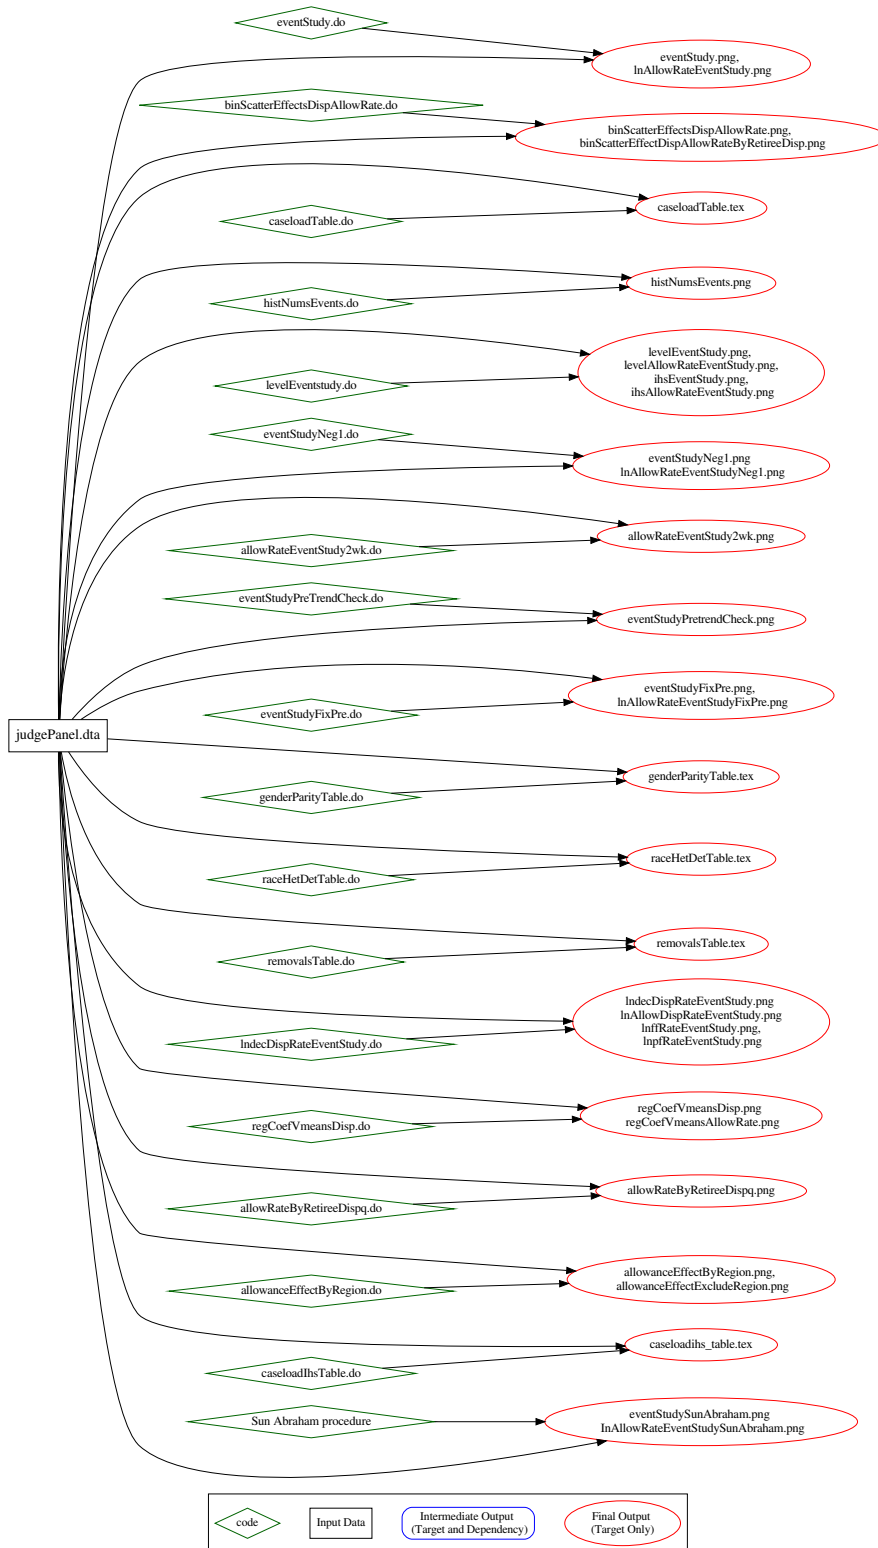 eventStudy.do
eventStudy.png,
lnAllowRateEventStudy.png
binScatterEffectsDispAllowRate.do
binScatterEffectsDispAllowRate.png,
binScatterEffectDispAllowRateByRetireeDisp.png
caseloadTable.tex
caseloadTable.do
histNumsEvents.png
histNumsEvents.do
levelEventStudy.png,
levelAllowRateEventStudy.png,
ihsEventStudy.png,
ihsAllowRateEventStudy.png
levelEventstudy.do
eventStudyNeg1.do
eventStudyNeg1.png
lnAllowRateEventStudyNeg1.png
allowRateEventStudy2wk.png
allowRateEventStudy2wk.do
eventStudyPreTrendCheck.do
eventStudyPretrendCheck.png
eventStudyFixPre.png,
lnAllowRateEventStudyFixPre.png
eventStudyFixPre.do
judgePanel.dta
genderParityTable.tex
genderParityTable.do
raceHetDetTable.tex
raceHetDetTable.do
removalsTable.tex
removalsTable.do
lndecDispRateEventStudy.png
lnAllowDispRateEventStudy.png
lnffRateEventStudy.png,
lnpfRateEventStudy.png
lndecDispRateEventStudy.do
regCoefVmeansDisp.png
regCoefVmeansAllowRate.png
regCoefVmeansDisp.do
allowRateByRetireeDispq.png
allowRateByRetireeDispq.do
allowanceEffectByRegion.png,
allowanceEffectExcludeRegion.png
allowanceEffectByRegion.do
caseloadihs_table.tex
caseloadIhsTable.do
Sun Abraham procedure
eventStudySunAbraham.png
InAllowRateEventStudySunAbraham.png
code
Input Data
Intermediate Output
(Target and Dependency)
Final Output
(Target Only)